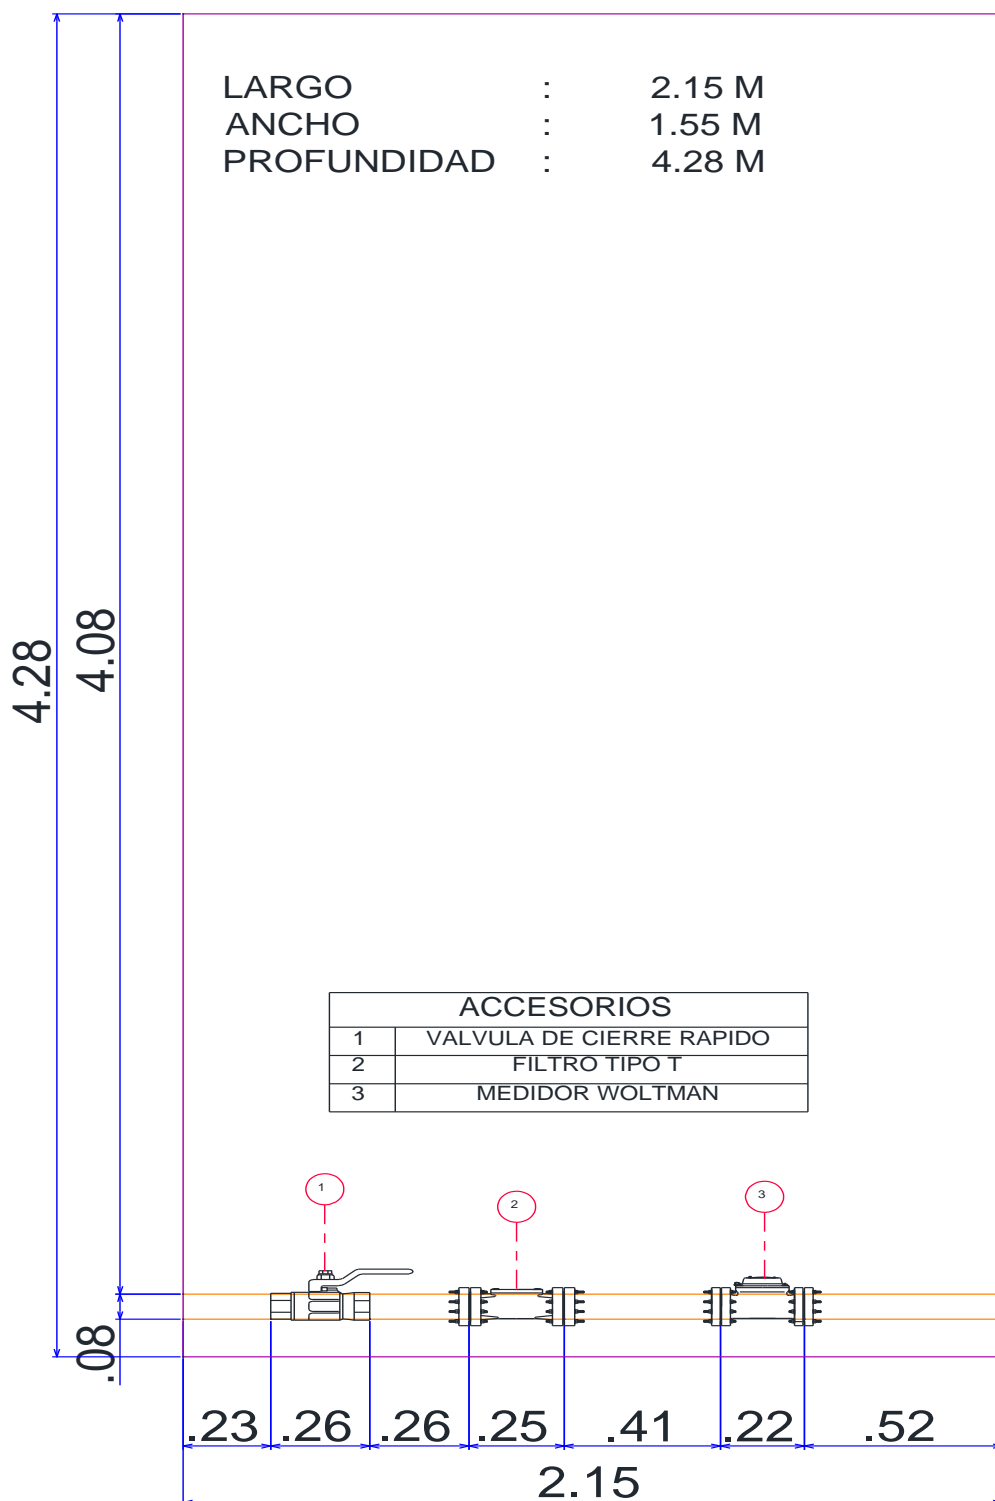 LARGO : 2.15 M
ANCHO : 1.55 M
PROFUNDIDAD : 4.28 M
4.28
4.08
ACCESORIOS
1 VALVULA DE CIERRE RAPIDO
2 FILTRO TIPO T
3 MEDIDOR WOLTMAN
1
2
3
.08
.23 .26 .26 .25 .41 .22 .52
2.15